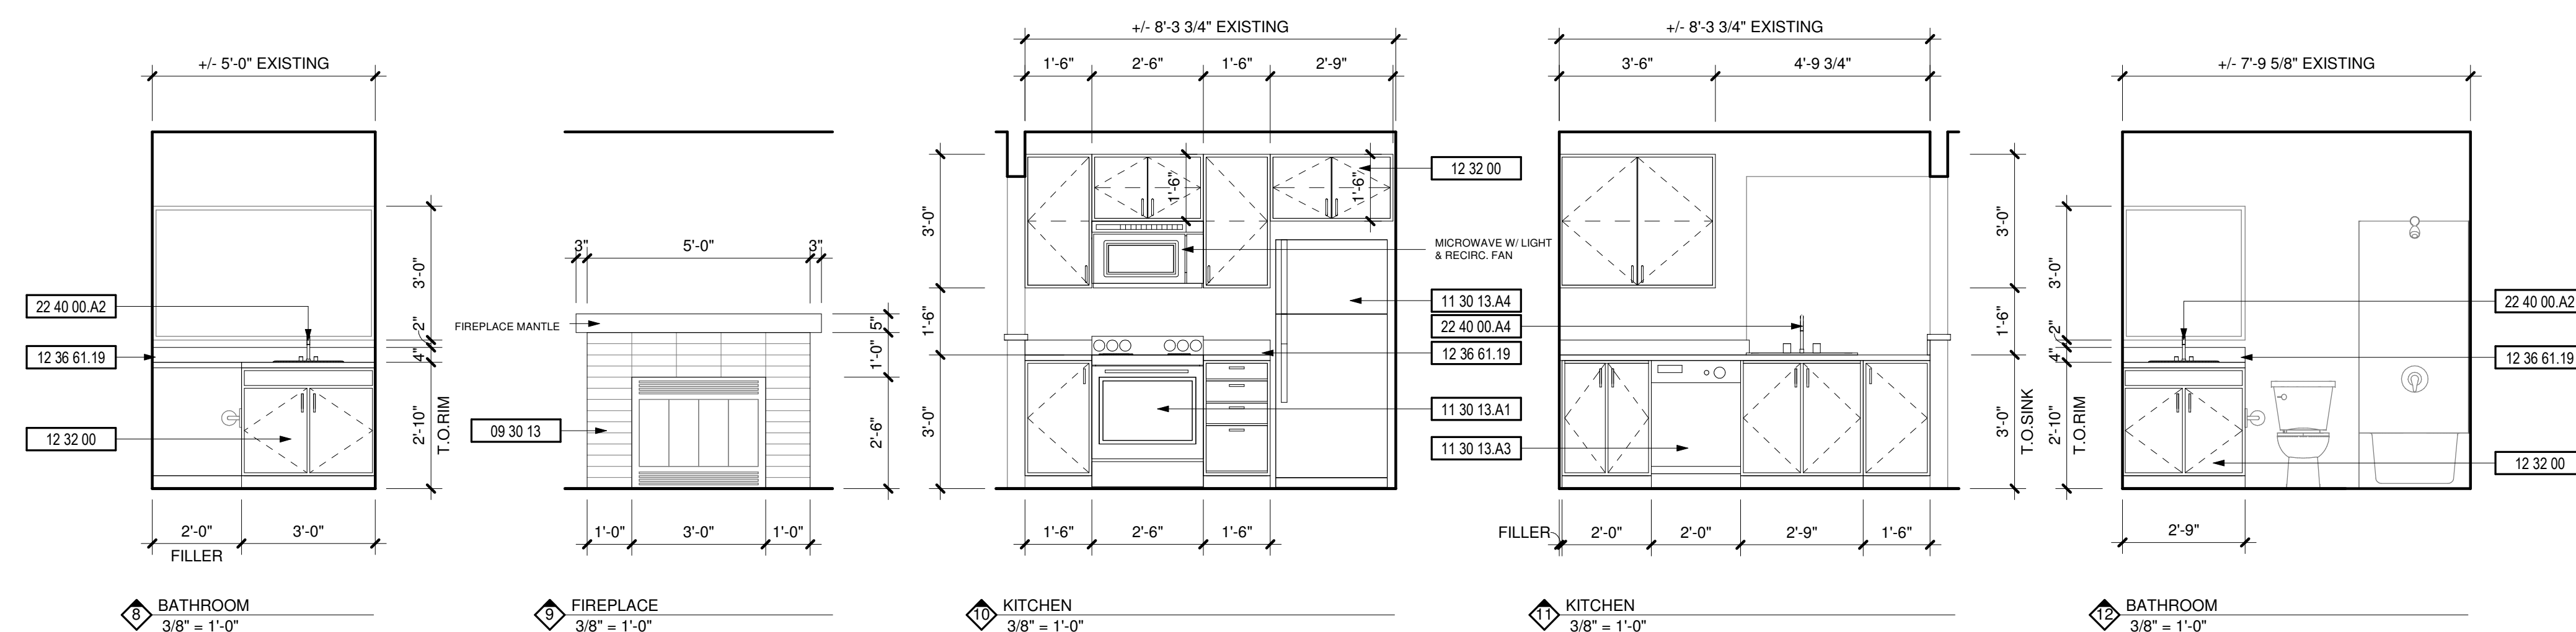 +/- 5'-0" EXISTING
22 40 00.A2
12 36 61.19
12 32 00
3'-0"
2"
4"
2'-10"
T.O.RIM
2'-0"
3'-0"
FILLER
8
BATHROOM
3/8" = 1'-0"
3"
5'-0"
3"
FIREPLACE MANTLE
09 30 13
5"
1'-0"
2'-6"
1'-0"
3'-0"
1'-0"
9
FIREPLACE
3/8" = 1'-0"
+/- 8'-3 3/4" EXISTING
1'-6"
2'-6"
1'-6"
2'-9"
3'-0"
1'-6"
3'-0"
1'-6"
1'-6"
12 32 00
MICROWAVE W/ LIGHT
& RECIRC. FAN
11 30 13.A4
22 40 00.A4
12 36 61.19
11 30 13.A1
11 30 13.A3
1'-6"
2'-6"
1'-6"
10
KITCHEN
3/8" = 1'-0"
+/- 8'-3 3/4" EXISTING
3'-6"
4'-9 3/4"
3'-0"
1'-6"
3'-0"
T.O.SINK
FILLER
2'-0"
2'-0"
2'-9"
1'-6"
11
KITCHEN
3/8" = 1'-0"
+/- 7'-9 5/8" EXISTING
3'-0"
2"
4"
2'-10"
T.O.RIM
22 40 00.A2
12 36 61.19
12 32 00
2'-9"
12
BATHROOM
3/8" = 1'-0"